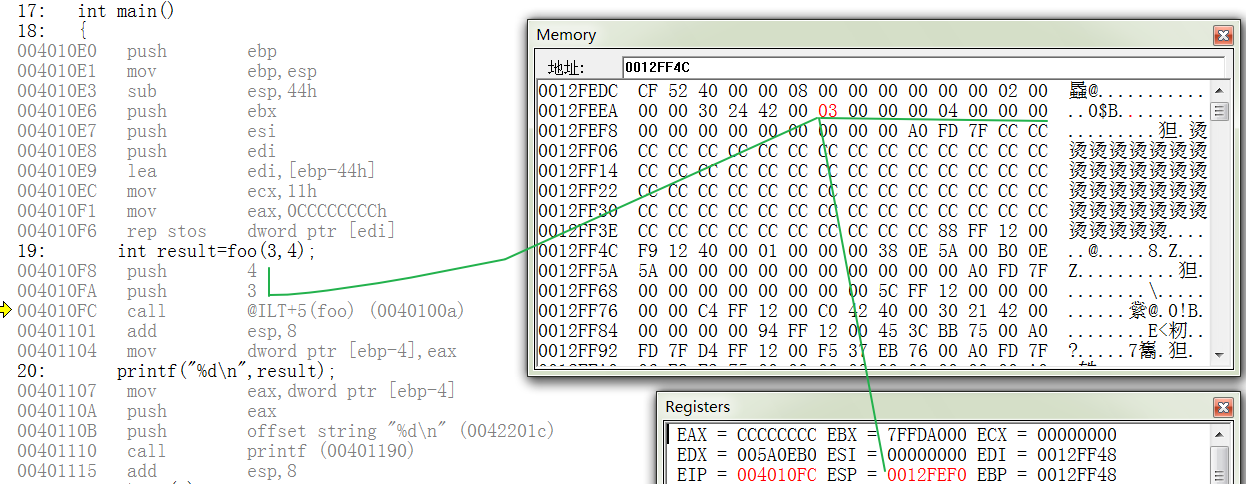 17:   int main()
18:   {
004010E0   push        ebp
004010E1   mov         ebp,esp
004010E3   sub         esp,44h
004010E6   push        ebx
004010E7   push        esi
004010E8   push        edi
004010E9   lea         edi,[ebp-44h]
004010EC   mov         ecx,11h
004010F1   mov         eax,0CCCCCCCCh
004010F6   rep stos    dword ptr [edi]
19:       int result=foo(3,4);
004010F8   push        4
004010FA   push        3
004010FC   call        @ILT+5(foo) (0040100a)
00401101   add         esp,8
00401104   mov         dword ptr [ebp-4],eax
20:       printf("%d\n",result);
00401107   mov         eax,dword ptr [ebp-4]
0040110A   push        eax
0040110B   push        offset string "%d\n" (0042201c)
00401110   call        printf (00401190)
00401115   add         esp,8
Memory
地址: 0012FF4C
0012FEDC  CF 52 40 00 00 08 00 00 00 00 00 00 02 00  蟁@...........
0012FEEA  00 00 30 24 42 00 03 00 00 00 04 00 00 00  ..0$B.........
0012FEF8  00 00 00 00 00 00 00 00 00 A0 FD 7F CC CC  .........狚.烫
0012FF06  CC CC CC CC CC CC CC CC CC CC CC CC CC CC  烫烫烫烫烫烫烫
0012FF14  CC CC CC CC CC CC CC CC CC CC CC CC CC CC  烫烫烫烫烫烫烫
0012FF22  CC CC CC CC CC CC CC CC CC CC CC CC CC CC  烫烫烫烫烫烫烫
0012FF30  CC CC CC CC CC CC CC CC CC CC CC CC CC CC  烫烫烫烫烫烫烫
0012FF3E  CC CC CC CC CC CC CC CC CC CC 88 FF 12 00  烫烫烫烫烫....
0012FF4C  F9 12 40 00 01 00 00 00 38 0E 5A 00 B0 0E  ..@.....8.Z...
0012FF5A  5A 00 00 00 00 00 00 00 00 00 00 A0 FD 7F  Z..........狚.
0012FF68  00 00 00 00 00 00 00 00 5C FF 12 00 00 00  ........\.....
0012FF76  00 00 C4 FF 12 00 C0 42 40 00 30 21 42 00  ......繠@.0!B.
0012FF84  00 00 00 00 94 FF 12 00 45 3C BB 75 00 A0  ........E<籾..
0012FF92  FD 7F D4 FF 12 00 F5 37 EB 76 00 A0 FD 7F  ?.....7雟.狚.
Registers
EAX = CCCCCCCC EBX = 7FFDA000 ECX = 00000000
EDX = 005A0EB0 ESI = 00000000 EDI = 0012FF48
EIP = 004010FC ESP = 0012FEF0 EBP = 0012FF48